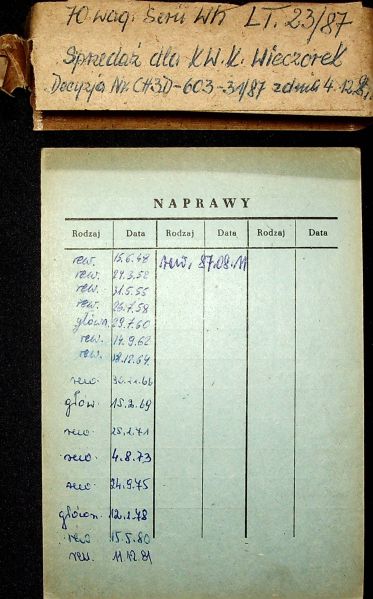 70 wag. Serii Wh LT. 23/87
Sprzedaż dla KW.K. Wieczorek
Decyzja Nr. CH3D-603-31/87 z dnia 4.12.87
NAPRAWY
Rodzaj Data Rodzaj Data Rodzaj Data
rew. 15.6.48 rew. 87.09.11
rew. 24.3.52
rew. 31.5.55
rew. 26.7.58
główn. 29.7.60
rew. 14.9.62
rew. 18.12.64
rew. 30.11.66
głow. 15.2.69
rew. 25.2.71
rew. 4.8.73
rew. 24.9.75
główn. 12.1.78
rew 15.5.80
rew. 11.12.81